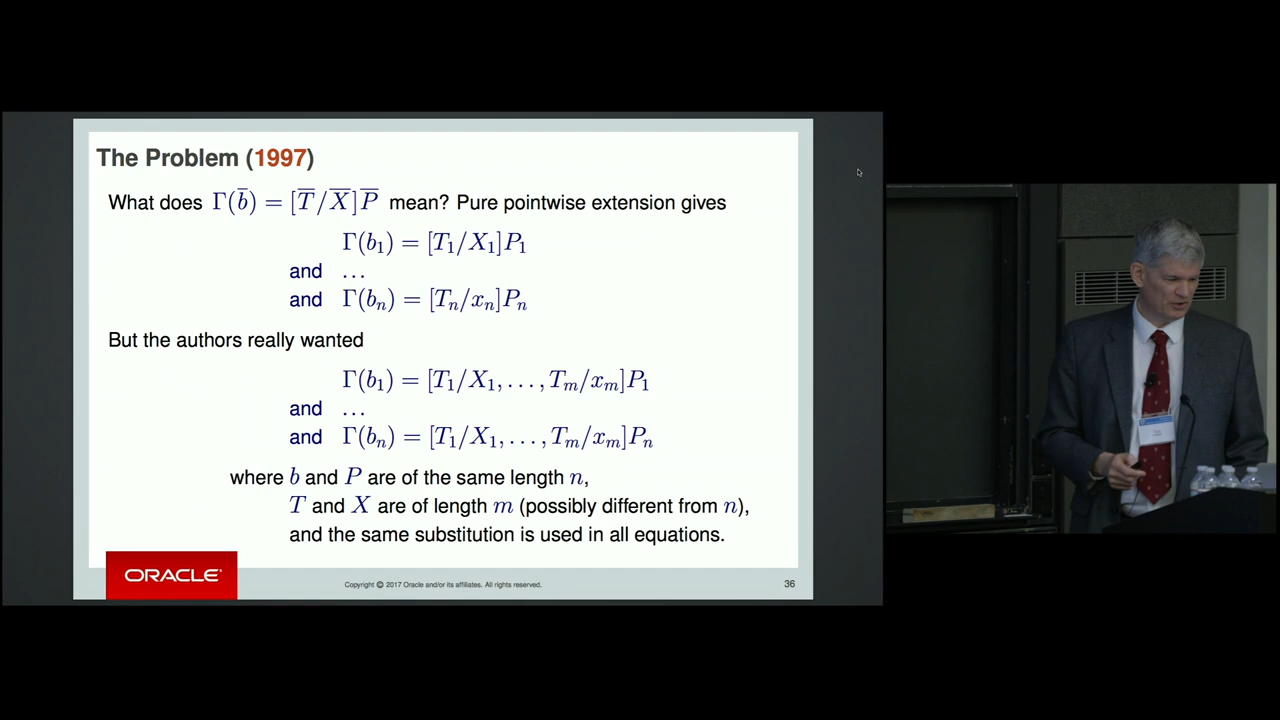 The Problem (1997)
What does Γ(b̅) = [T̅/X̅]P̅ mean? Pure pointwise extension gives
Γ(b₁) = [T₁/X₁]P₁
and …
and Γ(bₙ) = [Tₙ/xₙ]Pₙ
But the authors really wanted
Γ(b₁) = [T₁/X₁, …, Tₘ/xₘ]P₁
and …
and Γ(bₙ) = [T₁/X₁, …, Tₘ/xₘ]Pₙ
where b and P are of the same length n,
T and X are of length m (possibly different from n),
and the same substitution is used in all equations.
ORACLE
Copyright © 2017 Oracle and/or its affiliates. All rights reserved.
36